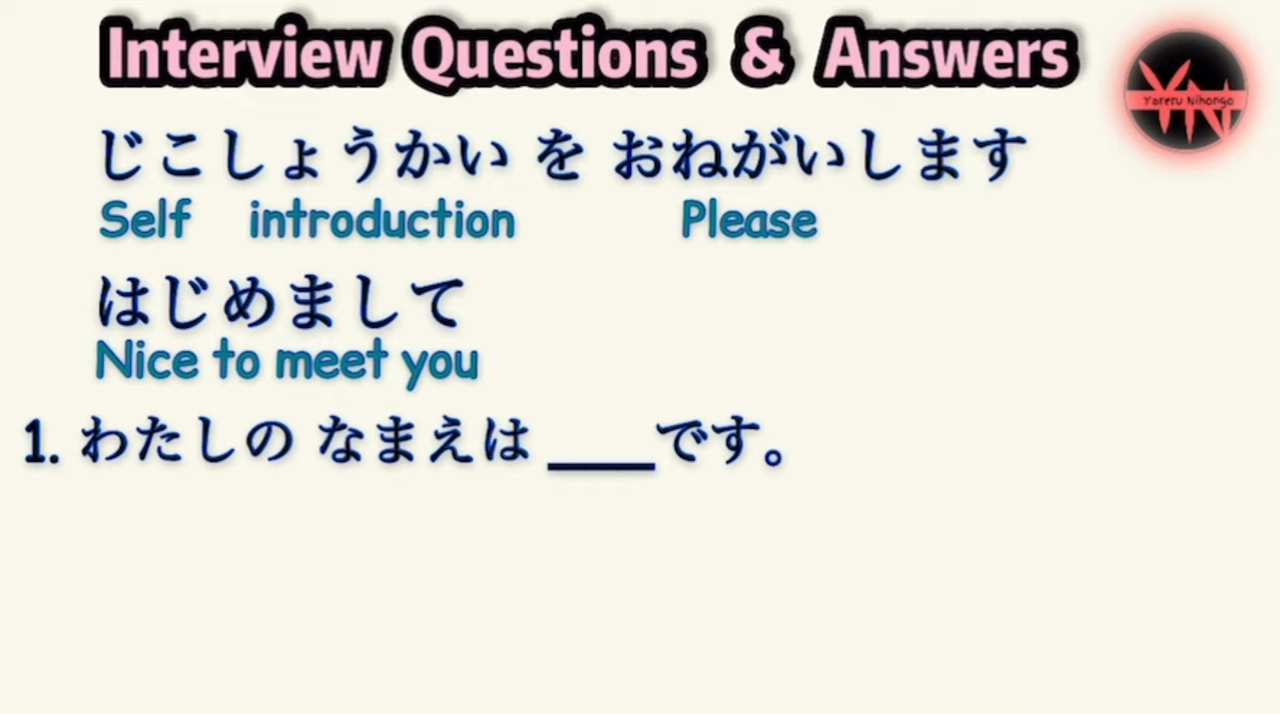 Interview Questions & Answers
Yareru Nihongo
じこしょうかい を おねがいします
Self introduction Please
はじめまして
Nice to meet you
1. わたしの なまえは ____です。